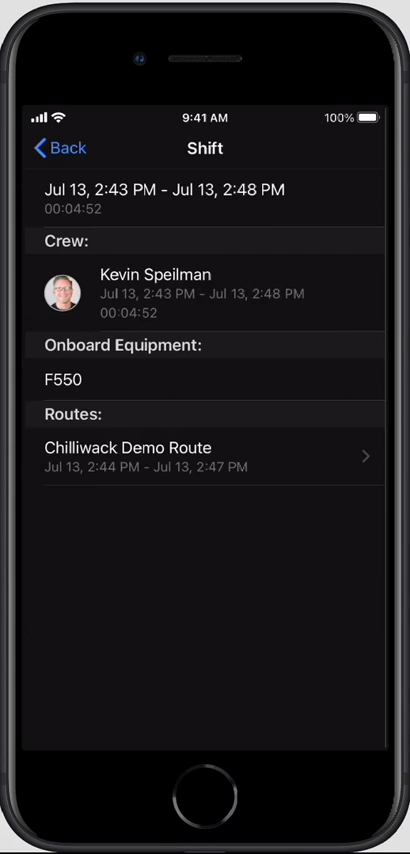 9:41 AM
100%
Back
Shift
Jul 13, 2:43 PM - Jul 13, 2:48 PM
00:04:52
Crew:
Kevin Speilman
Jul 13, 2:43 PM - Jul 13, 2:48 PM
00:04:52
Onboard Equipment:
F550
Routes:
Chilliwack Demo Route
Jul 13, 2:44 PM - Jul 13, 2:47 PM